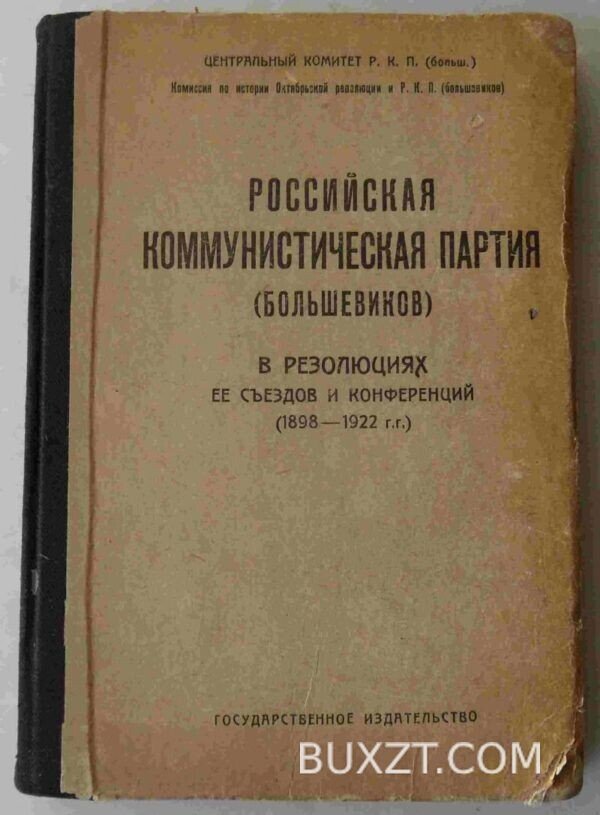 ЦЕНТРАЛЬНЫЙ КОМИТЕТ Р. К. П. (больш.)
Комиссия по истории Октябрьской революции и Р. К. П. (большевиков)
РОССИЙСКАЯ
КОММУНИСТИЧЕСКАЯ ПАРТИЯ
(БОЛЬШЕВИКОВ)
В РЕЗОЛЮЦИЯХ
ЕЕ СЪЕЗДОВ И КОНФЕРЕНЦИЙ
(1898—1922 г.г.)
ГОСУДАРСТВЕННОЕ ИЗДАТЕЛЬСТВО
BUXZT.COM